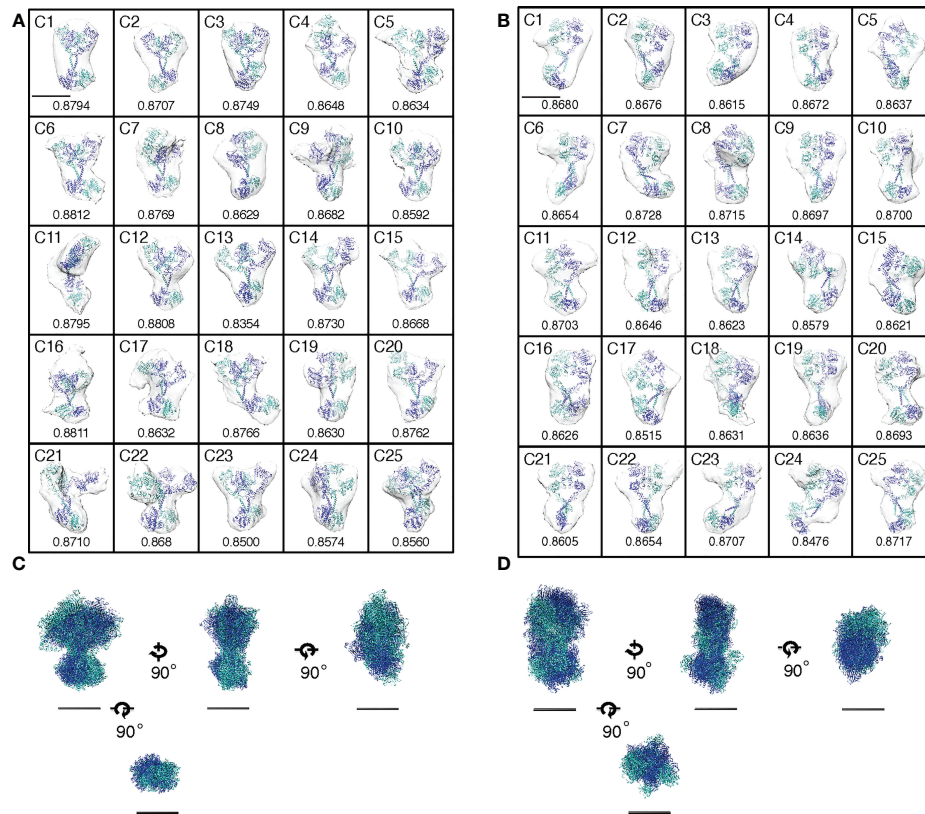 A
C1 C2 C3 C4 C5
0.8794 0.8707 0.8749 0.8648 0.8634
C6 C7 C8 C9 C10
0.8812 0.8769 0.8629 0.8682 0.8592
C11 C12 C13 C14 C15
0.8795 0.8808 0.8354 0.8730 0.8668
C16 C17 C18 C19 C20
0.8811 0.8632 0.8766 0.8630 0.8762
C21 C22 C23 C24 C25
0.8710 0.868 0.8500 0.8574 0.8560
B
C1 C2 C3 C4 C5
0.8680 0.8676 0.8615 0.8672 0.8637
C6 C7 C8 C9 C10
0.8654 0.8728 0.8715 0.8697 0.8700
C11 C12 C13 C14 C15
0.8703 0.8646 0.8623 0.8579 0.8621
C16 C17 C18 C19 C20
0.8626 0.8515 0.8631 0.8636 0.8693
C21 C22 C23 C24 C25
0.8605 0.8654 0.8707 0.8476 0.8717
C
90° 90°
90°
D
90° 90°
90°